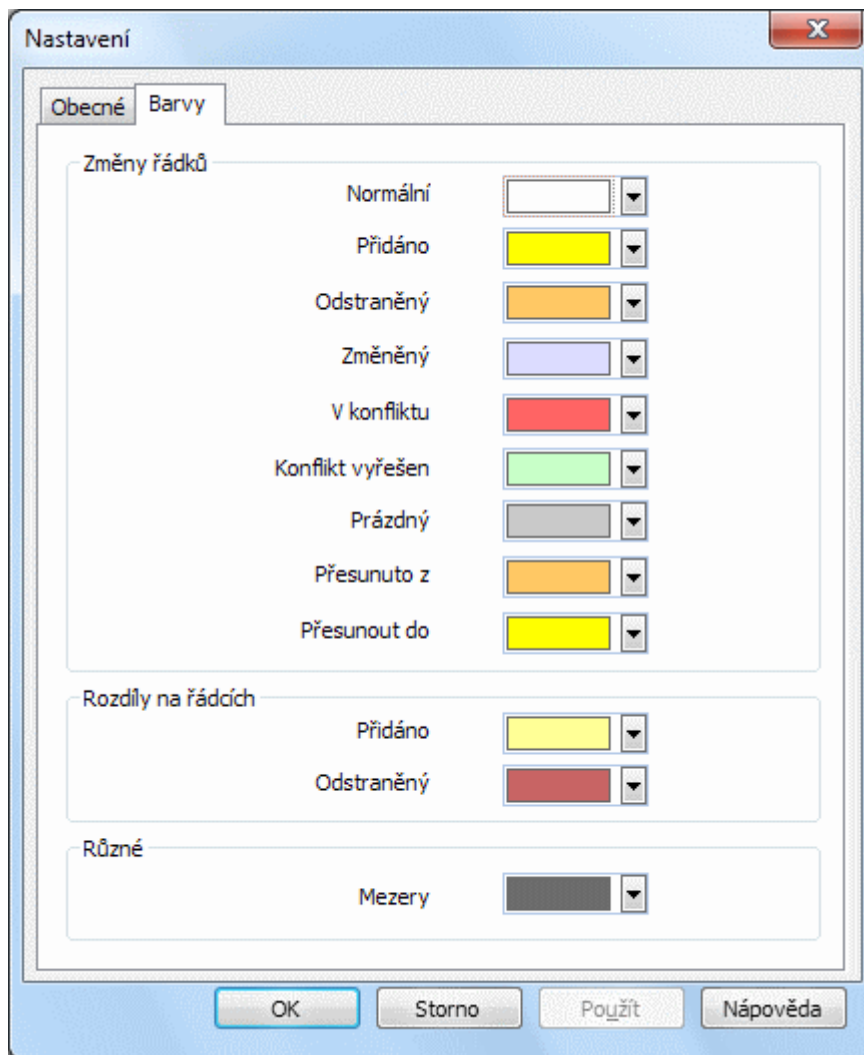 Nastavení
Obecné
Barvy
Změny řádků
Normální
Přidáno
Odstraněný
Změněný
V konfliktu
Konflikt vyřešen
Prázdný
Přesunuto z
Přesunout do
Rozdíly na řádcích
Přidáno
Odstraněný
Různé
Mezery
OK
Storno
Použít
Nápověda